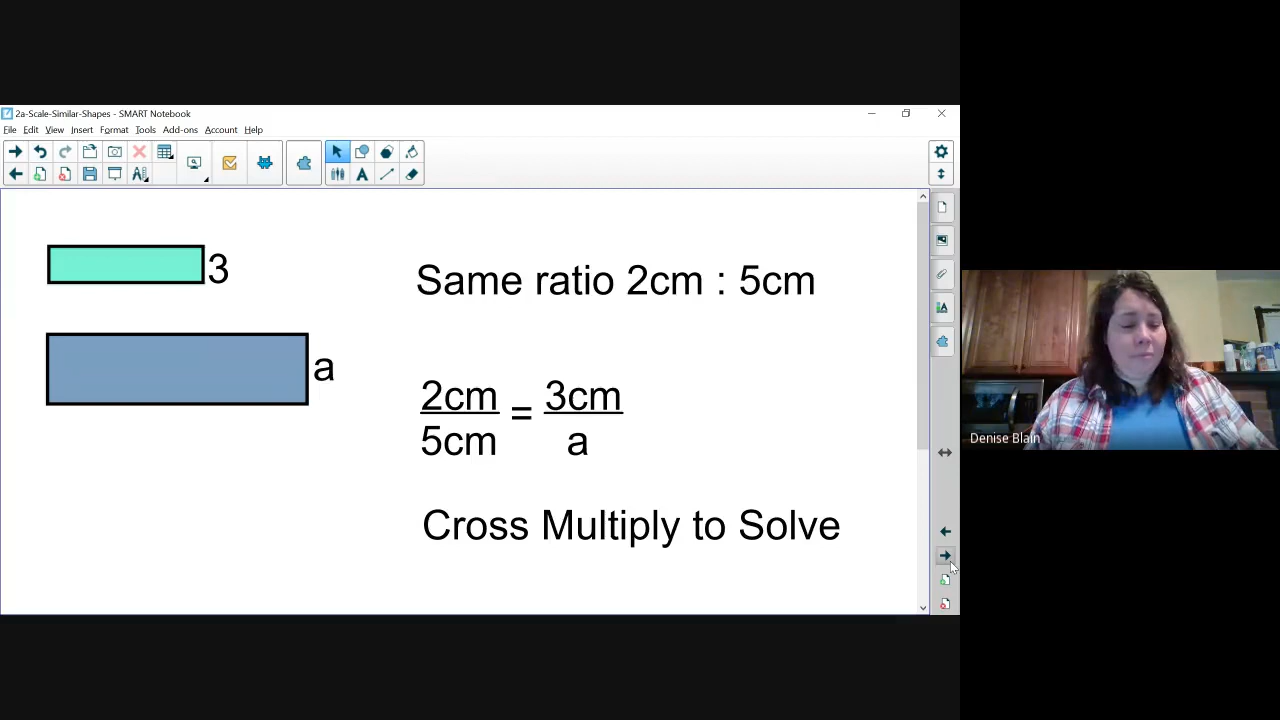 2a-Scale-Similar-Shapes - SMART Notebook
File Edit View Insert Format Tools Add-ons Account Help
3
Same ratio 2cm : 5cm
a
2cm = 3cm
5cm a
Cross Multiply to Solve
Denise Blain